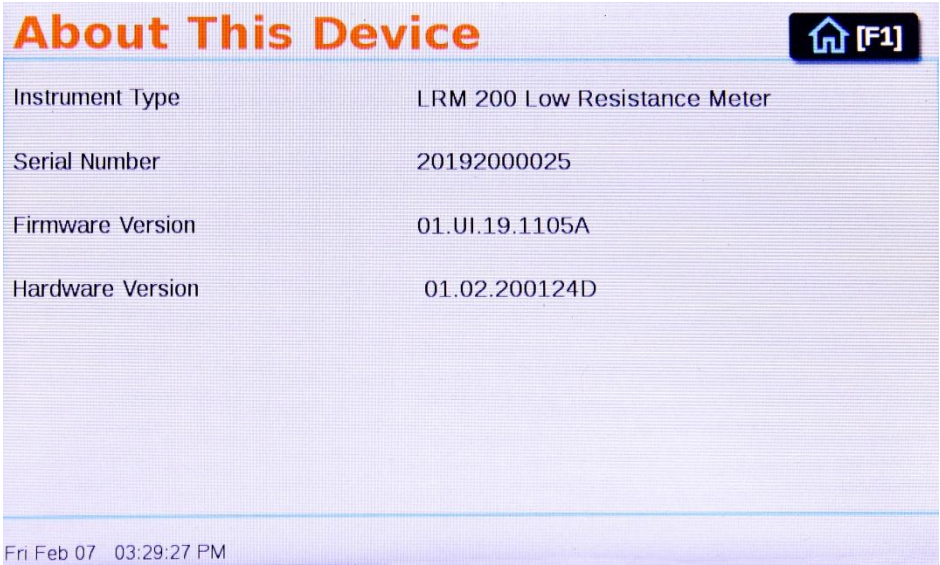 About This Device [F1]
Instrument Type LRM 200 Low Resistance Meter
Serial Number 20192000025
Firmware Version 01.UI.19.1105A
Hardware Version 01.02.200124D
Fri Feb 07 03:29:27 PM